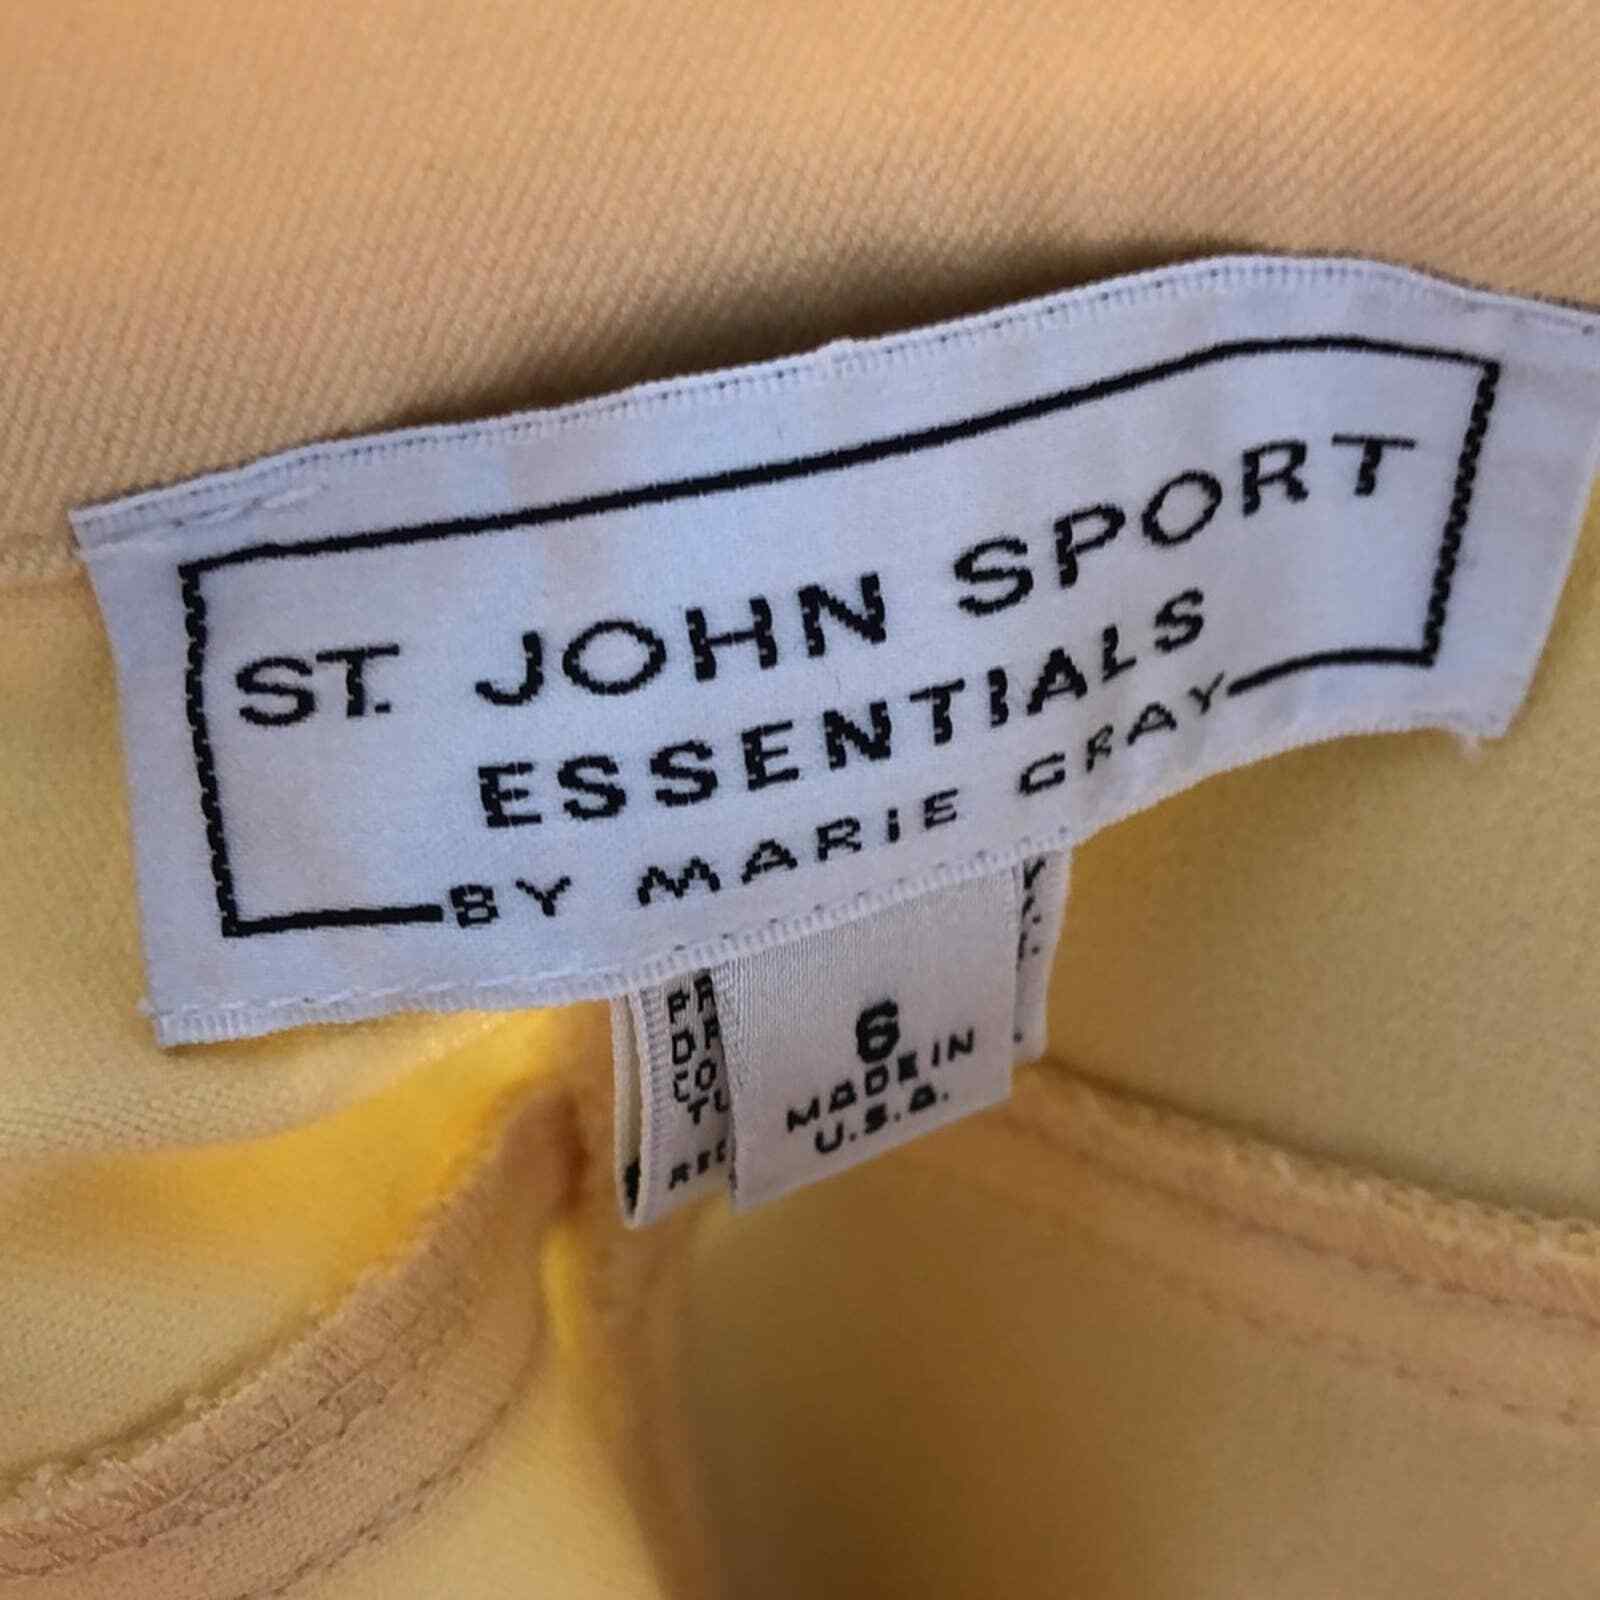 ST. JOHN SPORT
ESSENTIALS
BY MARIE GRAY
6
MADE IN
U.S.A.